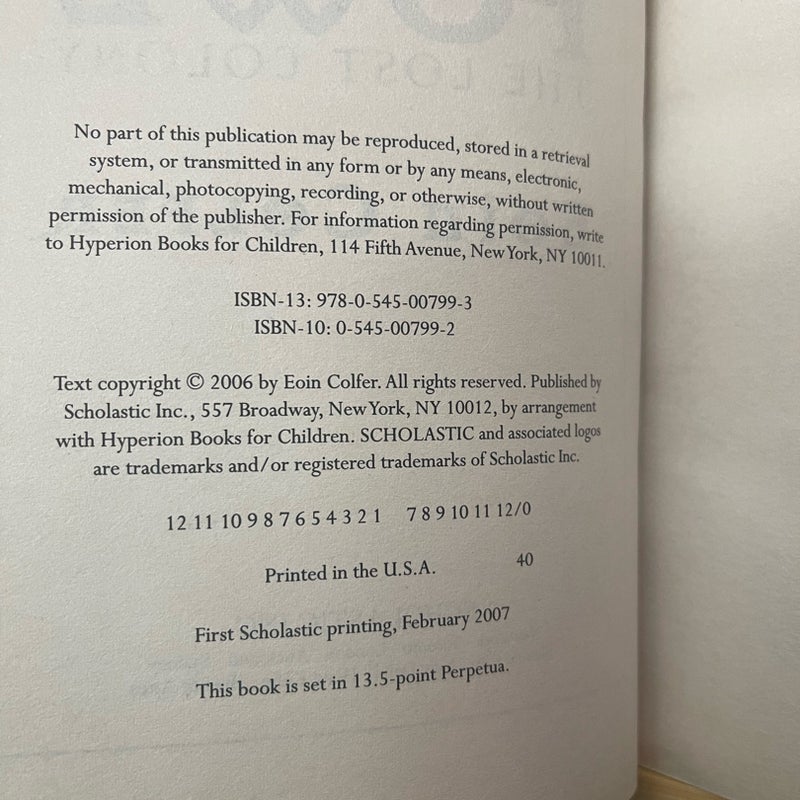 No part of this publication may be reproduced, stored in a retrieval
system, or transmitted in any form or by any means, electronic,
mechanical, photocopying, recording, or otherwise, without written
permission of the publisher. For information regarding permission, write
to Hyperion Books for Children, 114 Fifth Avenue, New York, NY 10011.
ISBN-13: 978-0-545-00799-3
ISBN-10: 0-545-00799-2
Text copyright © 2006 by Eoin Colfer. All rights reserved. Published by
Scholastic Inc., 557 Broadway, New York, NY 10012, by arrangement
with Hyperion Books for Children. SCHOLASTIC and associated logos
are trademarks and/or registered trademarks of Scholastic Inc.
12 11 10 9 8 7 6 5 4 3 2 1 7 8 9 10 11 12/0
Printed in the U.S.A. 40
First Scholastic printing, February 2007
This book is set in 13.5-point Perpetua.